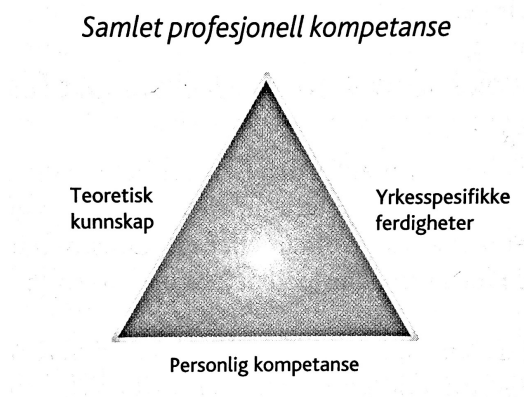 Samlet profesjonell kompetanse
Teoretisk
kunnskap
Yrkesspesifikke
ferdigheter
Personlig kompetanse